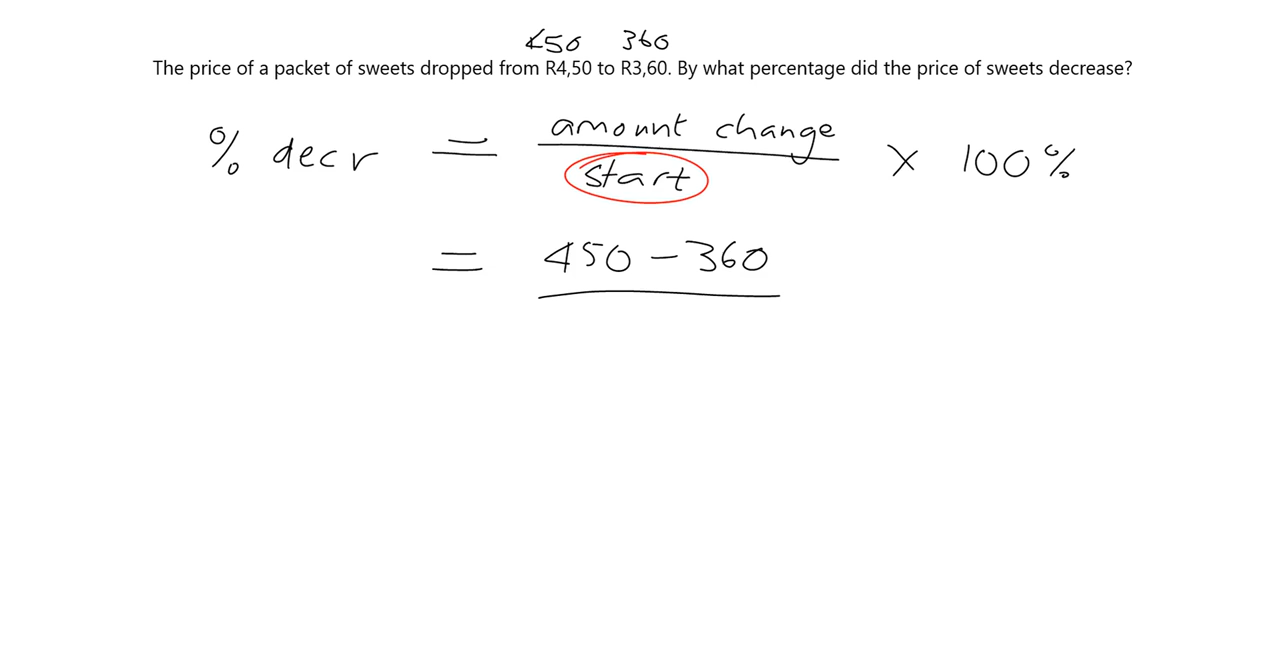 450 360
The price of a packet of sweets dropped from R4,50 to R3,60. By what percentage did the price of sweets decrease?
% decr = amount change
start × 100%
= 450 - 360